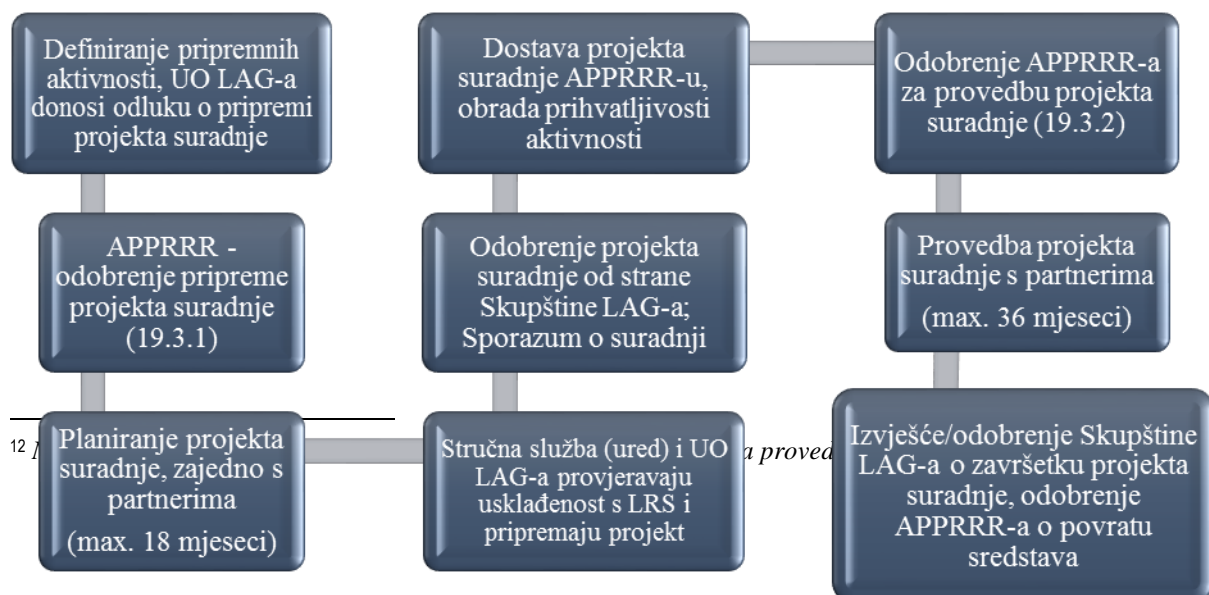 Definiranje pripremnih
aktivnosti, UO LAG-a
donosi odluku o pripremi
projekta suradnje
APPRRR -
odobrenje pripreme
projekta suradnje
(19.3.1)
Planiranje projekta
suradnje, zajedno s
partnerima
(max. 18 mjeseci)
Stručna služba (ured) i UO
LAG-a provjeravaju
usklađenost s LRS i
pripremaju projekt
Odobrenje projekta
suradnje od strane
Skupštine LAG-a;
Sporazum o suradnji
Dostava projekta
suradnje APPRRR-u,
obrada prihvatljivosti
aktivnosti
Odobrenje APPRRR-a
za provedbu projekta
suradnje (19.3.2)
Provedba projekta
suradnje s partnerima
(max. 36 mjeseci)
Izvješće/odobrenje Skupštine
LAG-a o završetku projekta
suradnje, odobrenje
APPRRR-a o povratu
sredstava
12